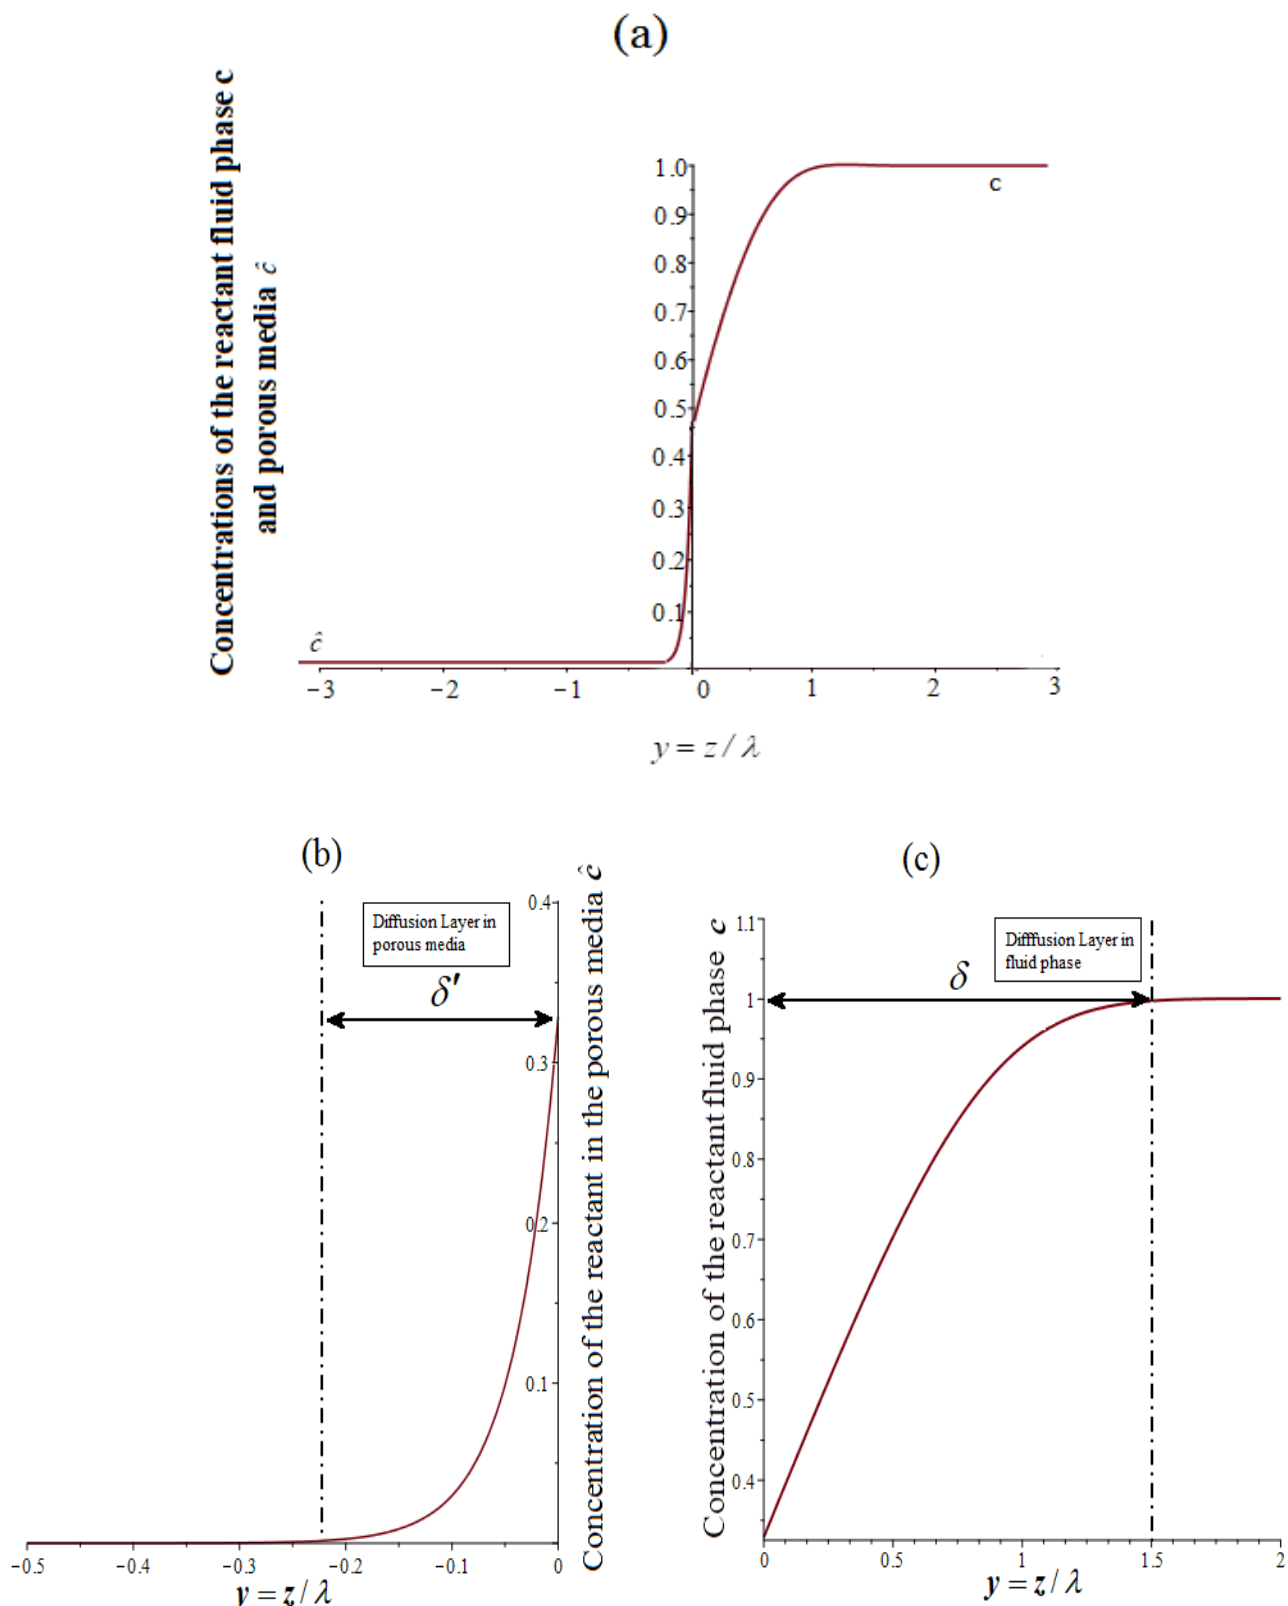 (a)
Concentrations of the reactant fluid phase c
and porous media ĉ
1.0
0.9
0.8
0.7
0.6
0.5
0.4
0.3
0.2
0.1
c
ĉ
−3
−2
−1
0
1
2
3
y = z / λ
(b)
Diffusion Layer in
porous media
δ'
Concentration of the reactant in the porous media ĉ
0.4
0.3
0.2
0.1
−0.5
−0.4
−0.3
−0.2
−0.1
0
y = z / λ
(c)
Difffusion Layer in
fluid phase
δ
Concentration of the reactant fluid phase c
1.1
1
0.9
0.8
0.7
0.6
0.5
0.4
0
0.5
1
1.5
2
y = z / λ